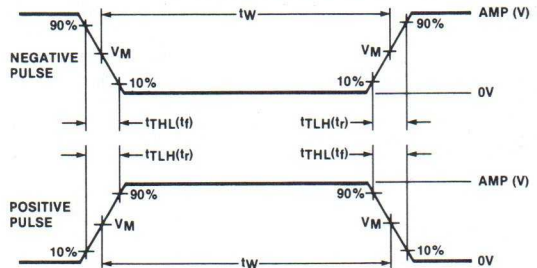 tW AMP (V)
90% 90%
NEGATIVE
PULSE
VM VM
10% 10%
0V
tTHL(tf) tTLH(tr)
tTLH(tr) tTHL(tf)
AMP (V)
90% 90%
POSITIVE
PULSE
VM VM
10% 10%
0V
tW